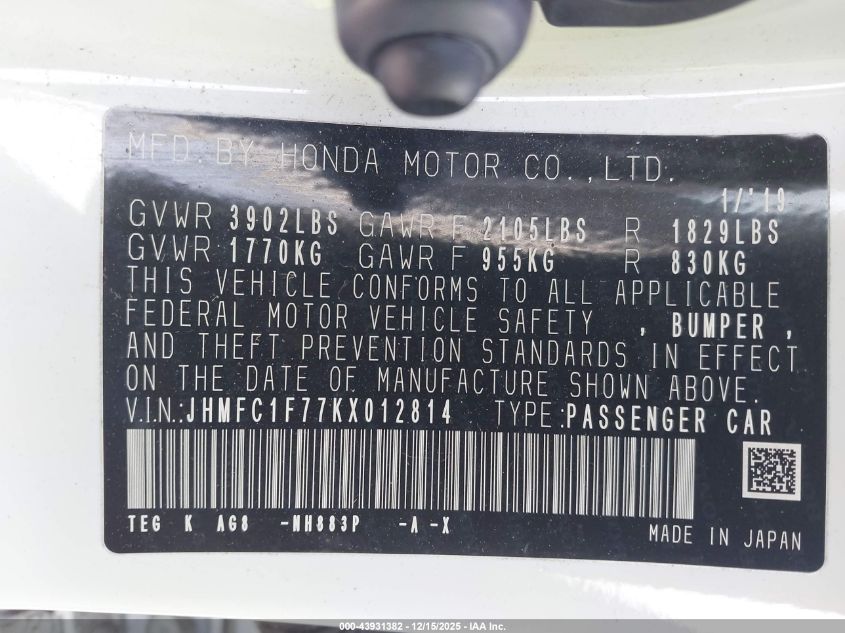 MFD. BY HONDA MOTOR CO.,LTD.
1/'19
GVWR 3902LBS GAWR F 2105LBS R 1829LBS
GVWR 1770KG GAWR F 955KG R 830KG
THIS VEHICLE CONFORMS TO ALL APPLICABLE
FEDERAL MOTOR VEHICLE SAFETY , BUMPER ,
AND THEFT PREVENTION STANDARDS IN EFFECT
ON THE DATE OF MANUFACTURE SHOWN ABOVE.
V.I.N.:JHMFC1F77KX012814 TYPE:PASSENGER CAR
TEG K AG8 -NH883P -A -X
MADE IN JAPAN
000-43931382 - 12/15/2025 - IAA Inc.